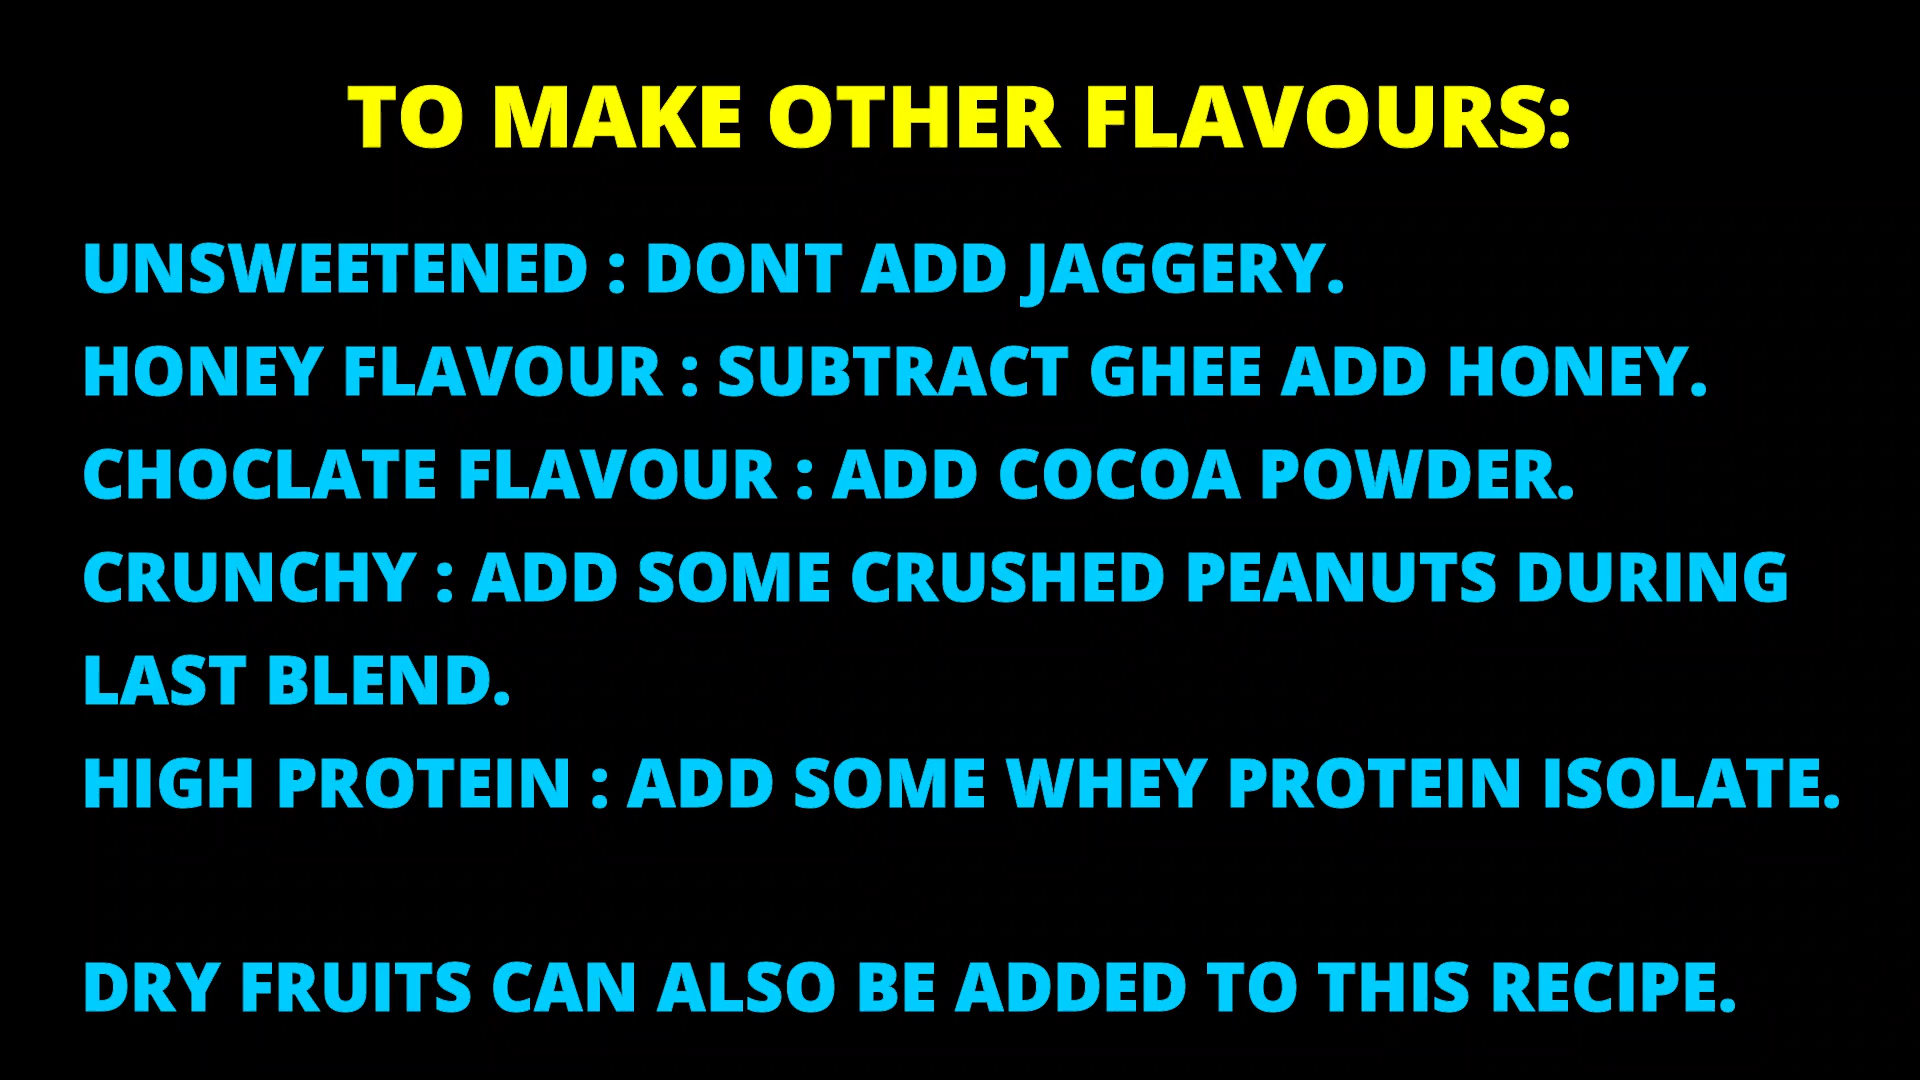 TO MAKE OTHER FLAVOURS:
UNSWEETENED : DONT ADD JAGGERY.
HONEY FLAVOUR : SUBTRACT GHEE ADD HONEY.
CHOCLATE FLAVOUR : ADD COCOA POWDER.
CRUNCHY : ADD SOME CRUSHED PEANUTS DURING
LAST BLEND.
HIGH PROTEIN : ADD SOME WHEY PROTEIN ISOLATE.
DRY FRUITS CAN ALSO BE ADDED TO THIS RECIPE.